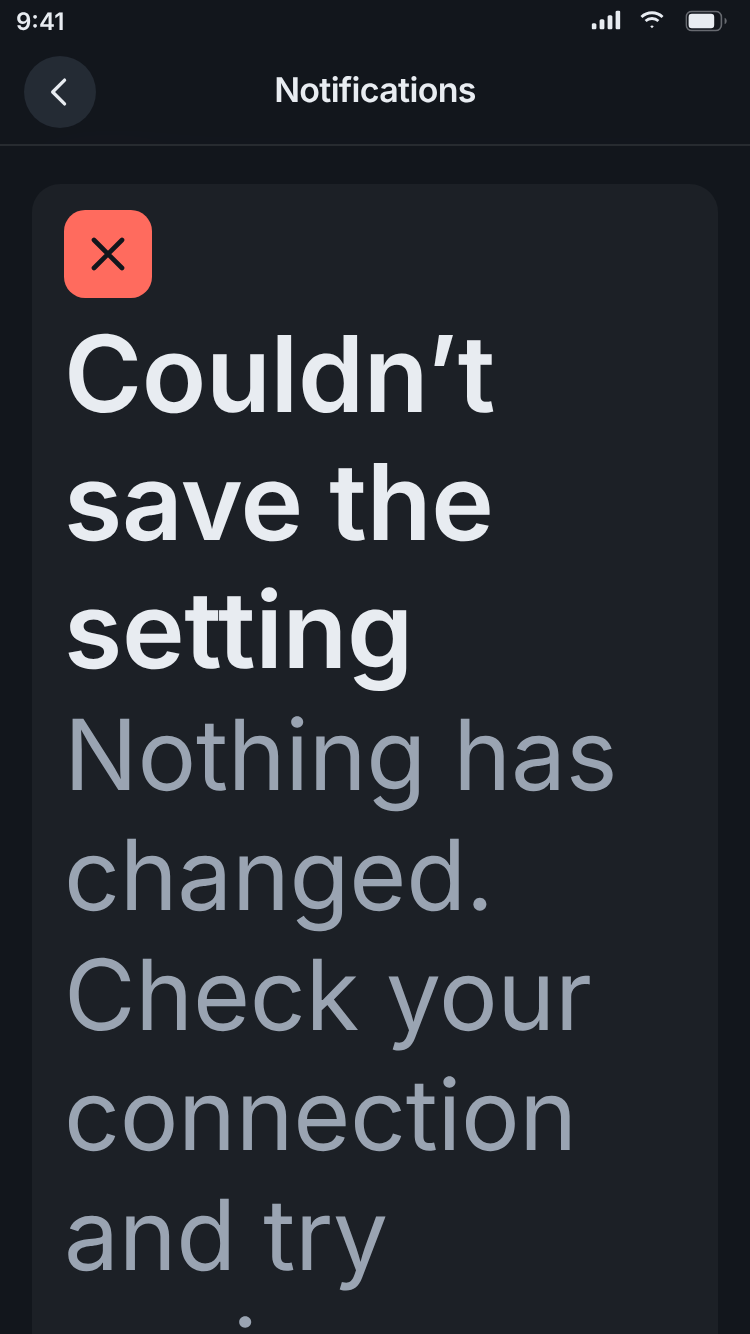 9:41
Notifications
Couldn’t
save the
setting
Nothing has
changed.
Check your
connection
and try